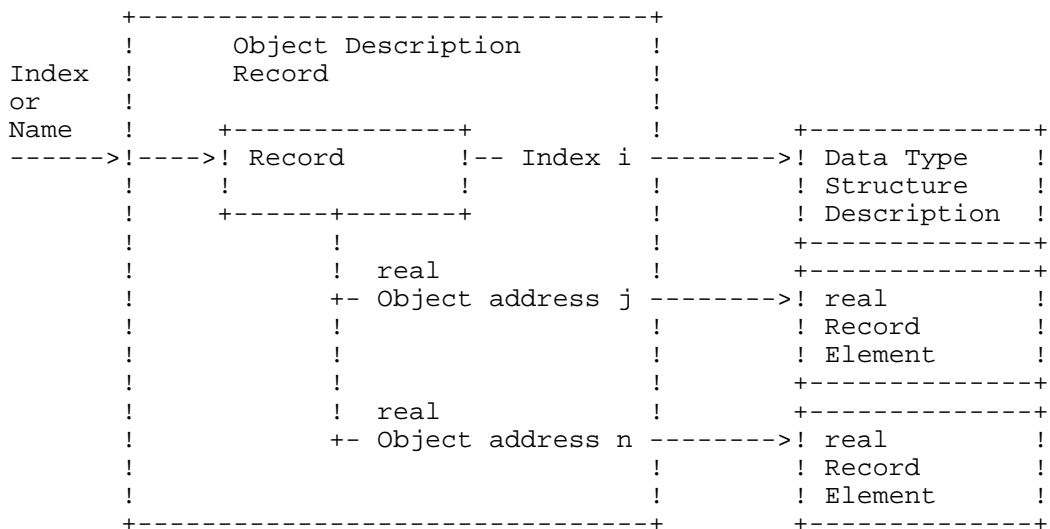 Object Description
Index Record
or
Name
Record -- Index i Data Type
Structure
Description
real
Object address j real
Record
Element
real
Object address n real
Record
Element